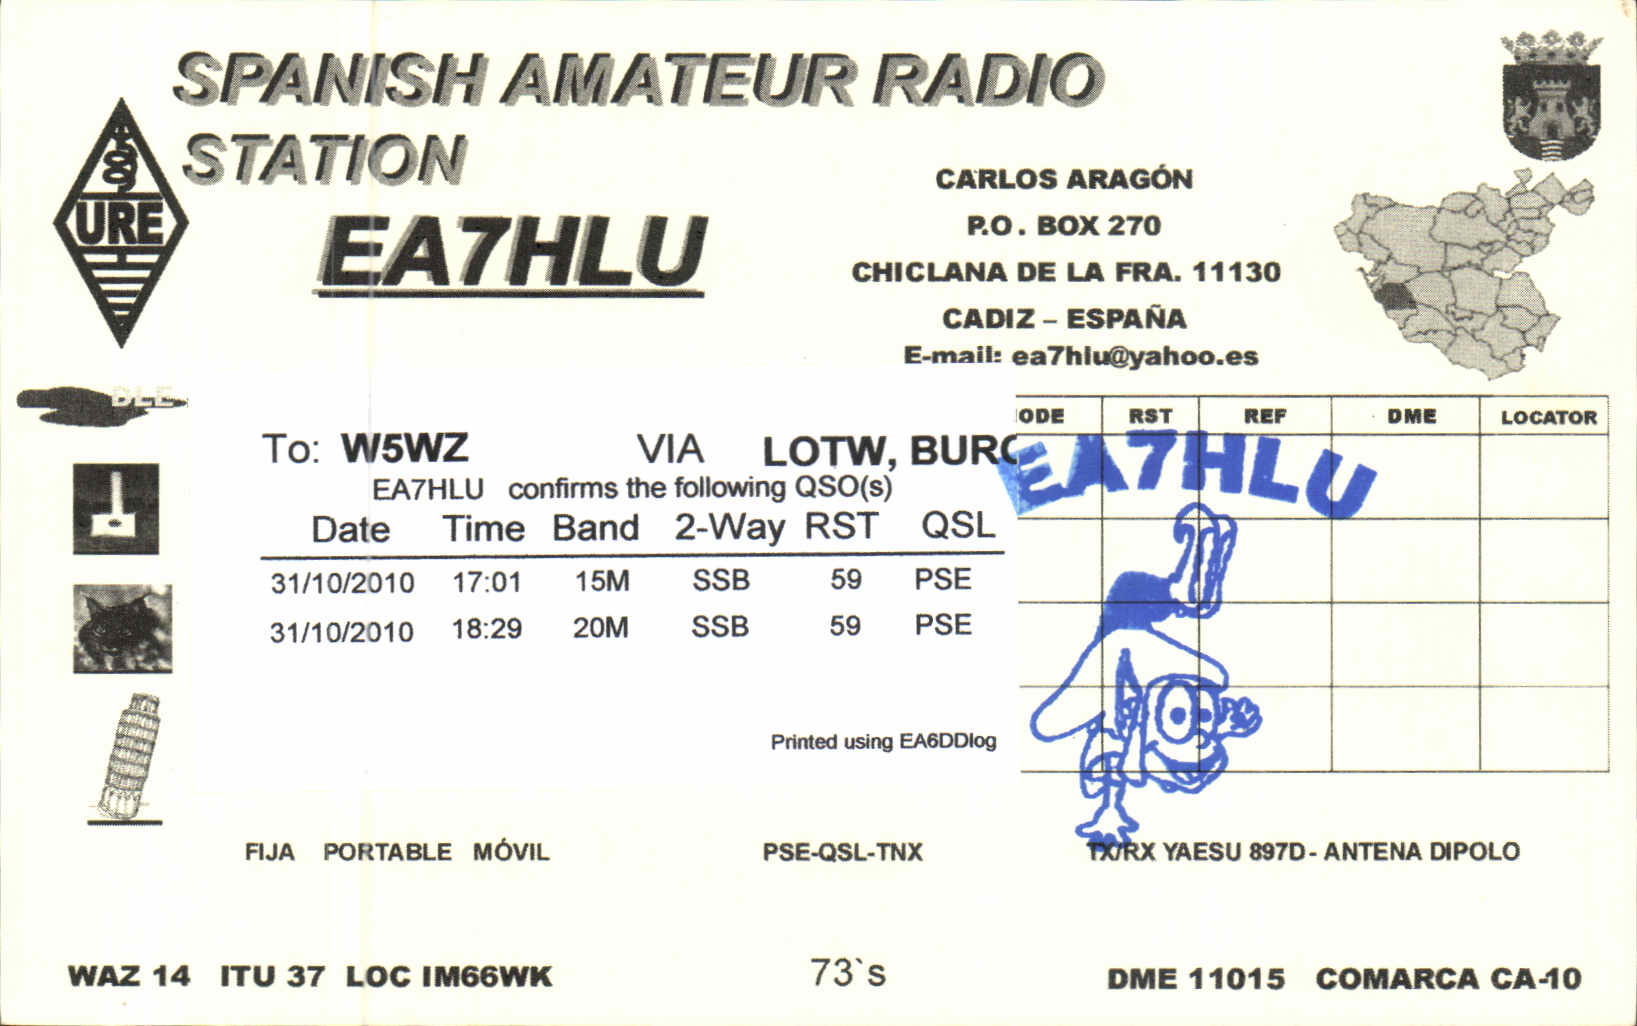 SPANISH AMATEUR RADIO
STATION
URE
EA7HLU
CARLOS ARAGÓN
P.O. BOX 270
CHICLANA DE LA FRA. 11130
CADIZ – ESPAÑA
E-mail: ea7hlu@yahoo.es
DLE
ODE RST REF DME LOCATOR
To: W5WZ VIA LOTW, BURO
EA7HLU
EA7HLU confirms the following QSO(s)
Date Time Band 2-Way RST QSL
31/10/2010 17:01 15M SSB 59 PSE
31/10/2010 18:29 20M SSB 59 PSE
Printed using EA6DDlog
FIJA PORTABLE MÓVIL PSE-QSL-TNX TX/RX YAESU 897D- ANTENA DIPOLO
WAZ 14 ITU 37 LOC IM66WK 73`s DME 11015 COMARCA CA-10